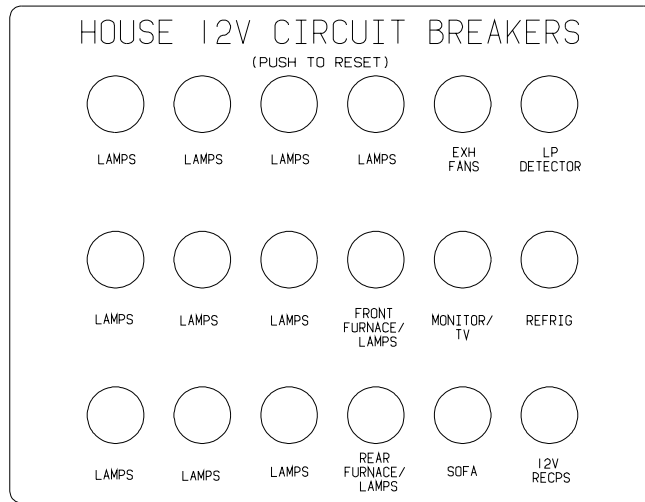 HOUSE 12V CIRCUIT BREAKERS
(PUSH TO RESET)
LAMPS
LAMPS
LAMPS
LAMPS
EXH
FANS
LP
DETECTOR
LAMPS
LAMPS
LAMPS
FRONT
FURNACE/
LAMPS
MONITOR/
TV
REFRIG
LAMPS
LAMPS
LAMPS
REAR
FURNACE/
LAMPS
SOFA
12V
RECPS